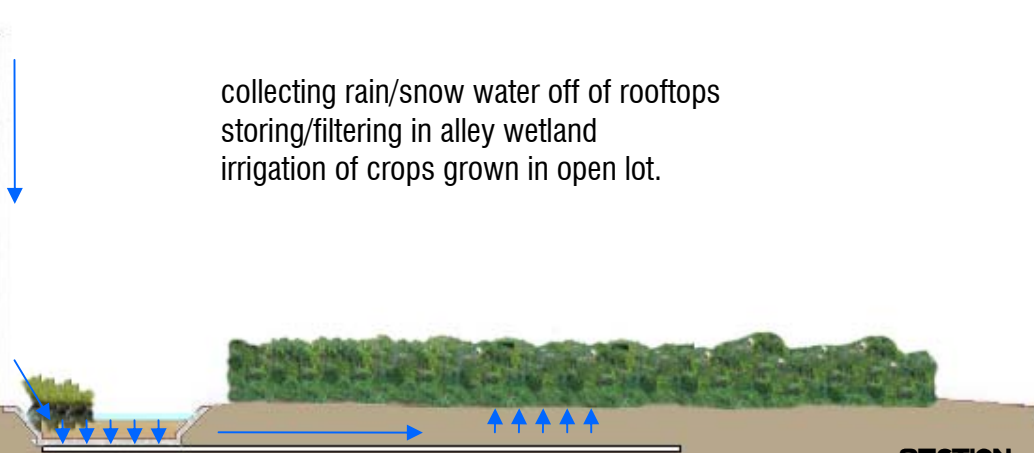 collecting rain/snow water off of rooftops
storing/filtering in alley wetland
irrigation of crops grown in open lot.
SECTION